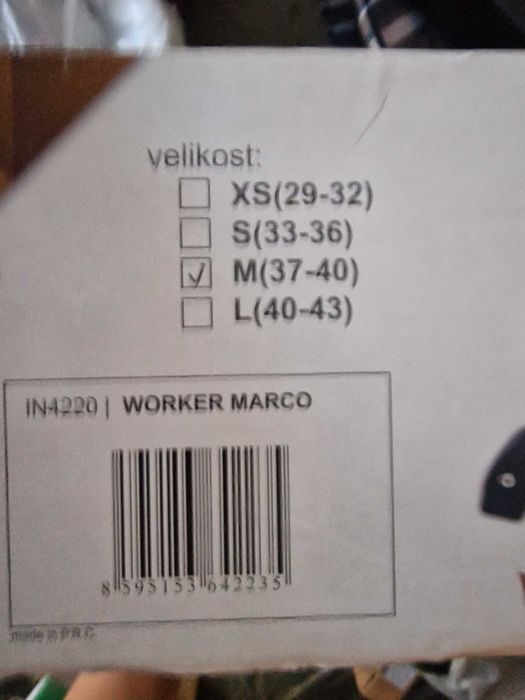 velikost:
XS(29-32)
S(33-36)
M(37-40)
L(40-43)
IN4220 | WORKER MARCO
8 595153 642235
made in P.R.C.